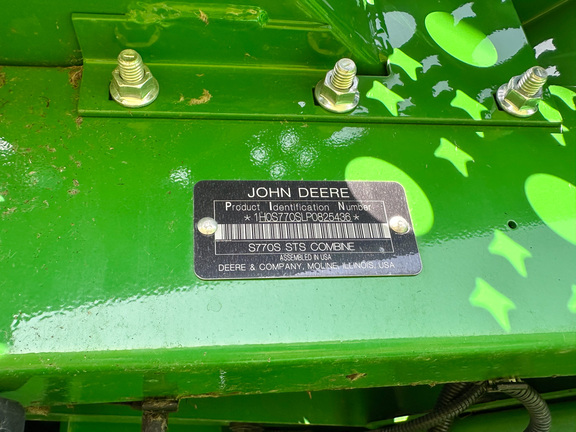 JOHN DEERE
Product Identification Number
*1H0S770SLP0825436*
S770S STS COMBINE
ASSEMBLED IN USA
DEERE & COMPANY, MOLINE, ILLINOIS, USA